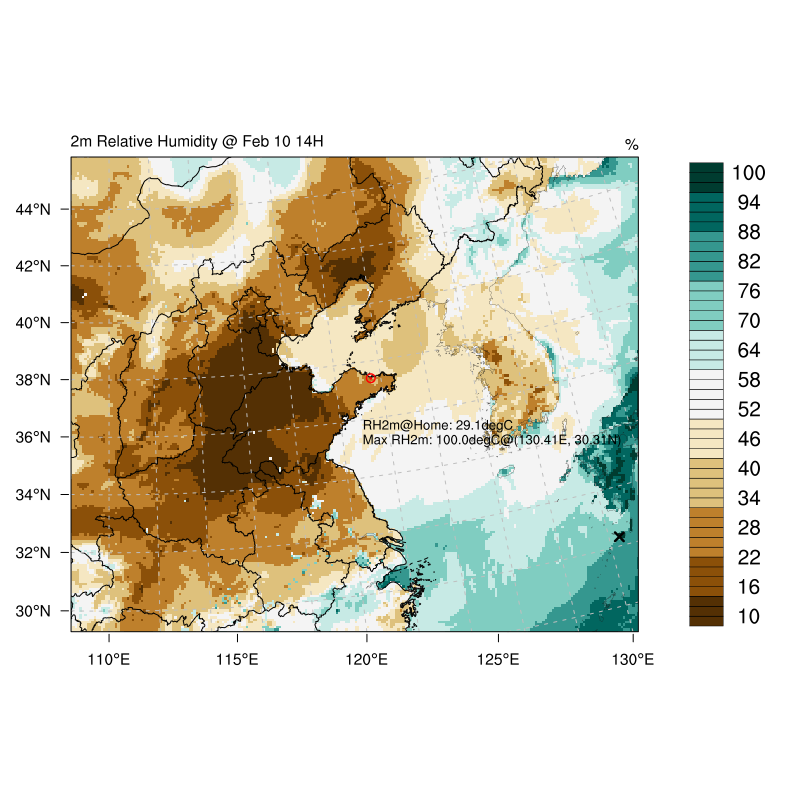 2m Relative Humidity @ Feb 10 14H
%
100
94
88
82
76
70
64
58
52
46
40
34
28
22
16
10
44°N
42°N
40°N
38°N
36°N
34°N
32°N
30°N
RH2m@Home: 29.1degC
Max RH2m: 100.0degC@(130.41E, 30.31N)
110°E 115°E 120°E 125°E 130°E